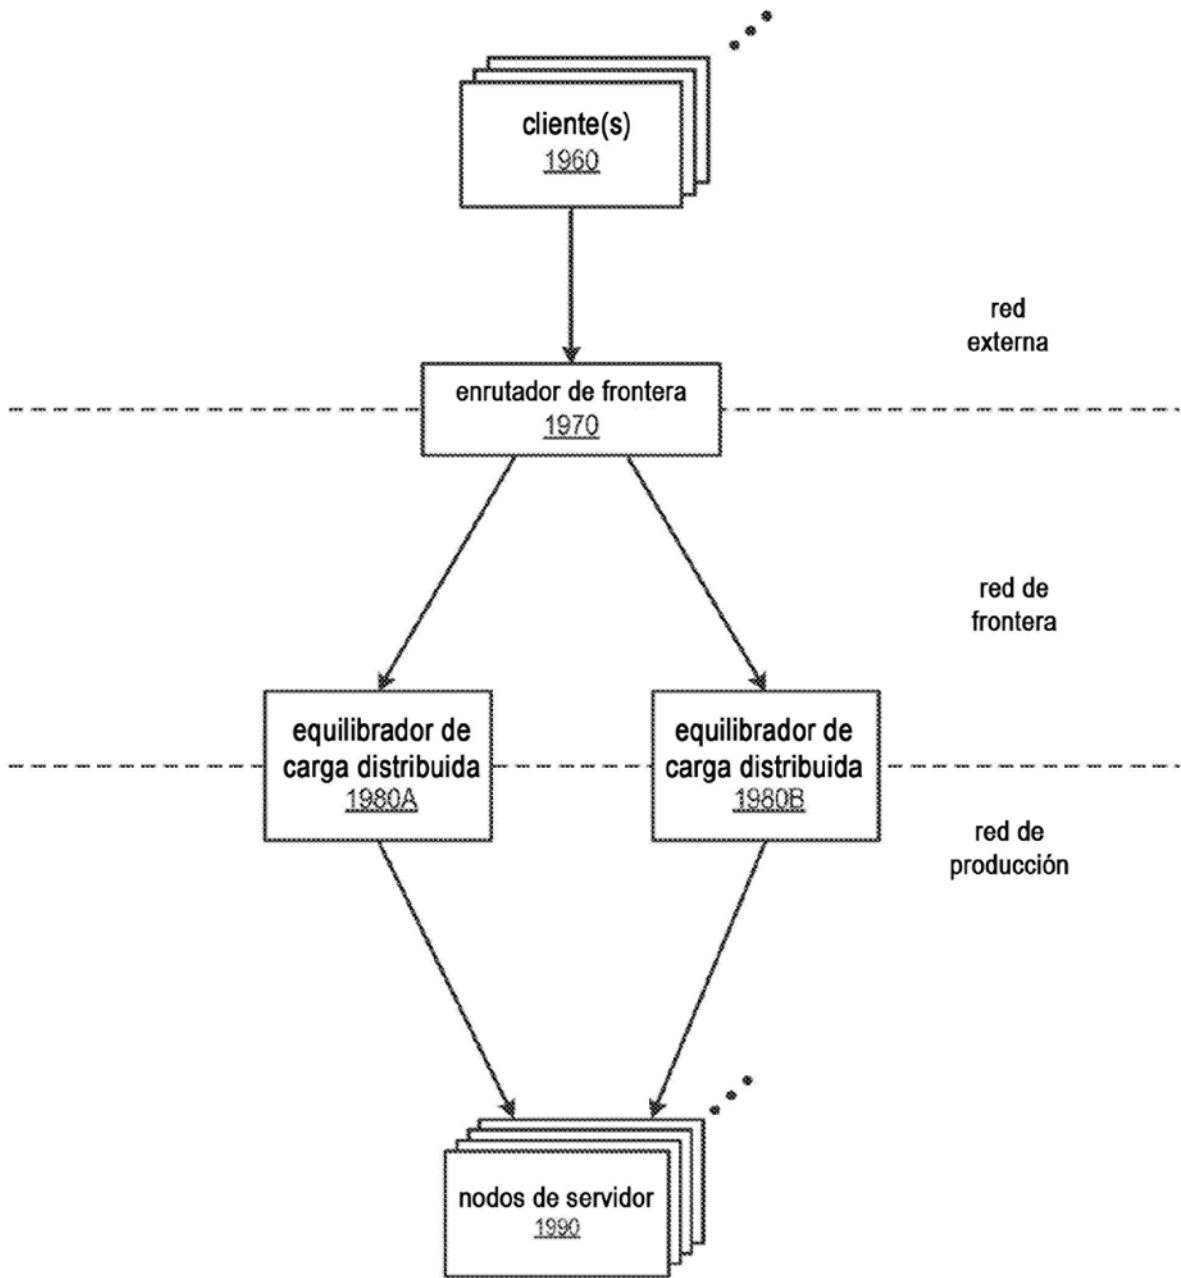 cliente(s)
1960
red
externa
enrutador de frontera
1970
red de
frontera
equilibrador de
carga distribuida
1980A
equilibrador de
carga distribuida
1980B
red de
producción
nodos de servidor
1990